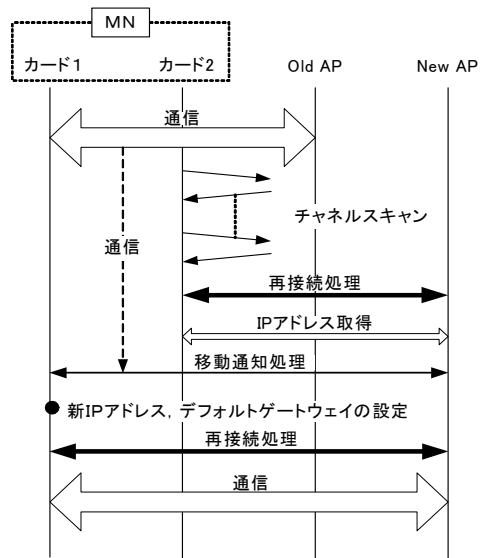 MN
カード1
カード2
Old AP
New AP
通信
チャネルスキャン
通信
再接続処理
IPアドレス取得
移動通知処理
新IPアドレス, デフォルトゲートウェイの設定
再接続処理
通信